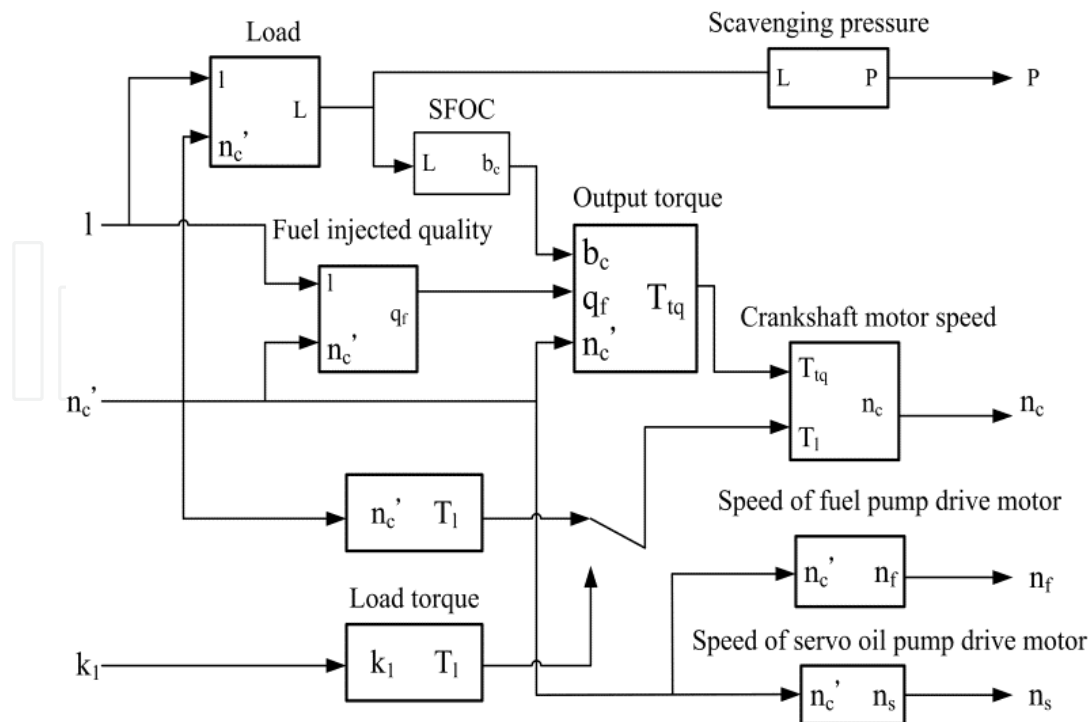 Load
Scavenging pressure
l
L
n_c'
L P
P
SFOC
L b_c
Output torque
l
Fuel injected quality
b_c
l
q_f
q_f
T_tq
n_c'
n_c'
Crankshaft motor speed
T_tq
n_c'
n_c
n_c
T_l
Speed of fuel pump drive motor
n_c' T_l
n_c' n_f
n_f
Load torque
Speed of servo oil pump drive motor
k_l
k_l T_l
n_c' n_s
n_s